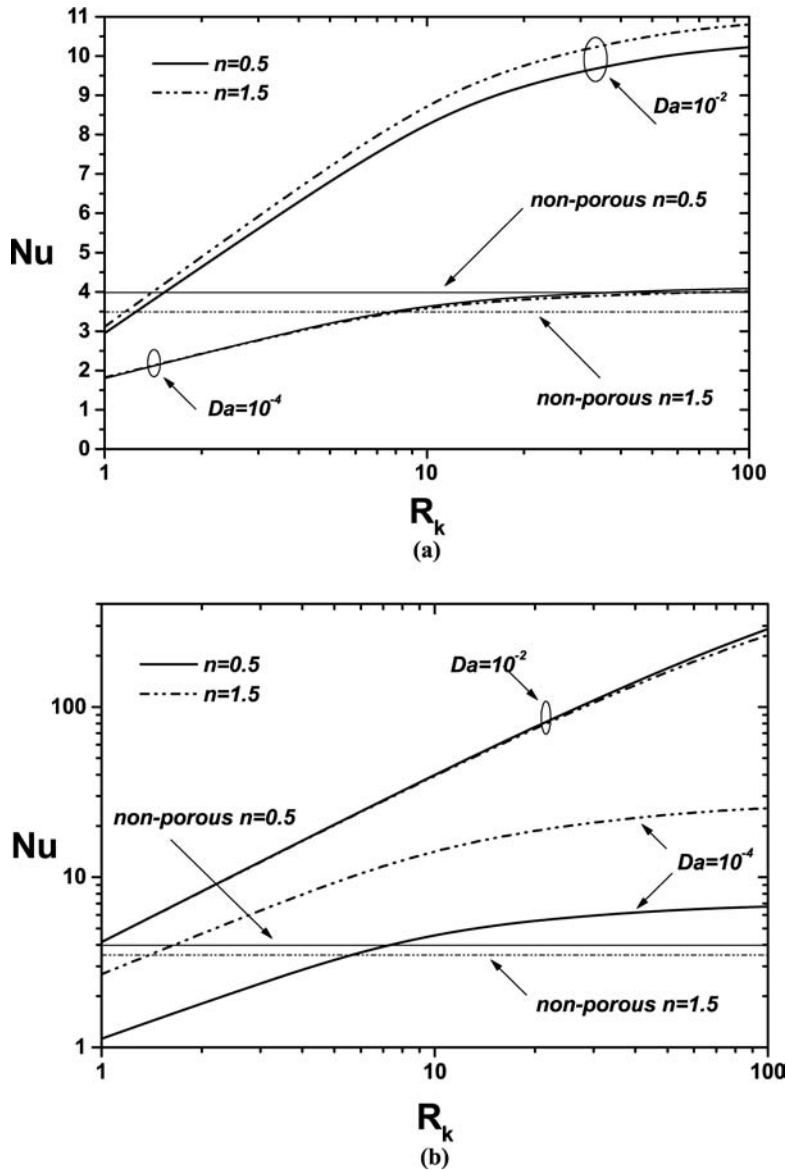 11
10
9
8
7
6
5
4
3
2
1
0
Nu
n=0.5
n=1.5
Da=10⁻²
non-porous n=0.5
non-porous n=1.5
Da=10⁻⁴
1 10 100
Rₖ
(a)
100
10
1
Nu
n=0.5
n=1.5
Da=10⁻²
non-porous n=0.5
Da=10⁻⁴
non-porous n=1.5
1 10 100
Rₖ
(b)